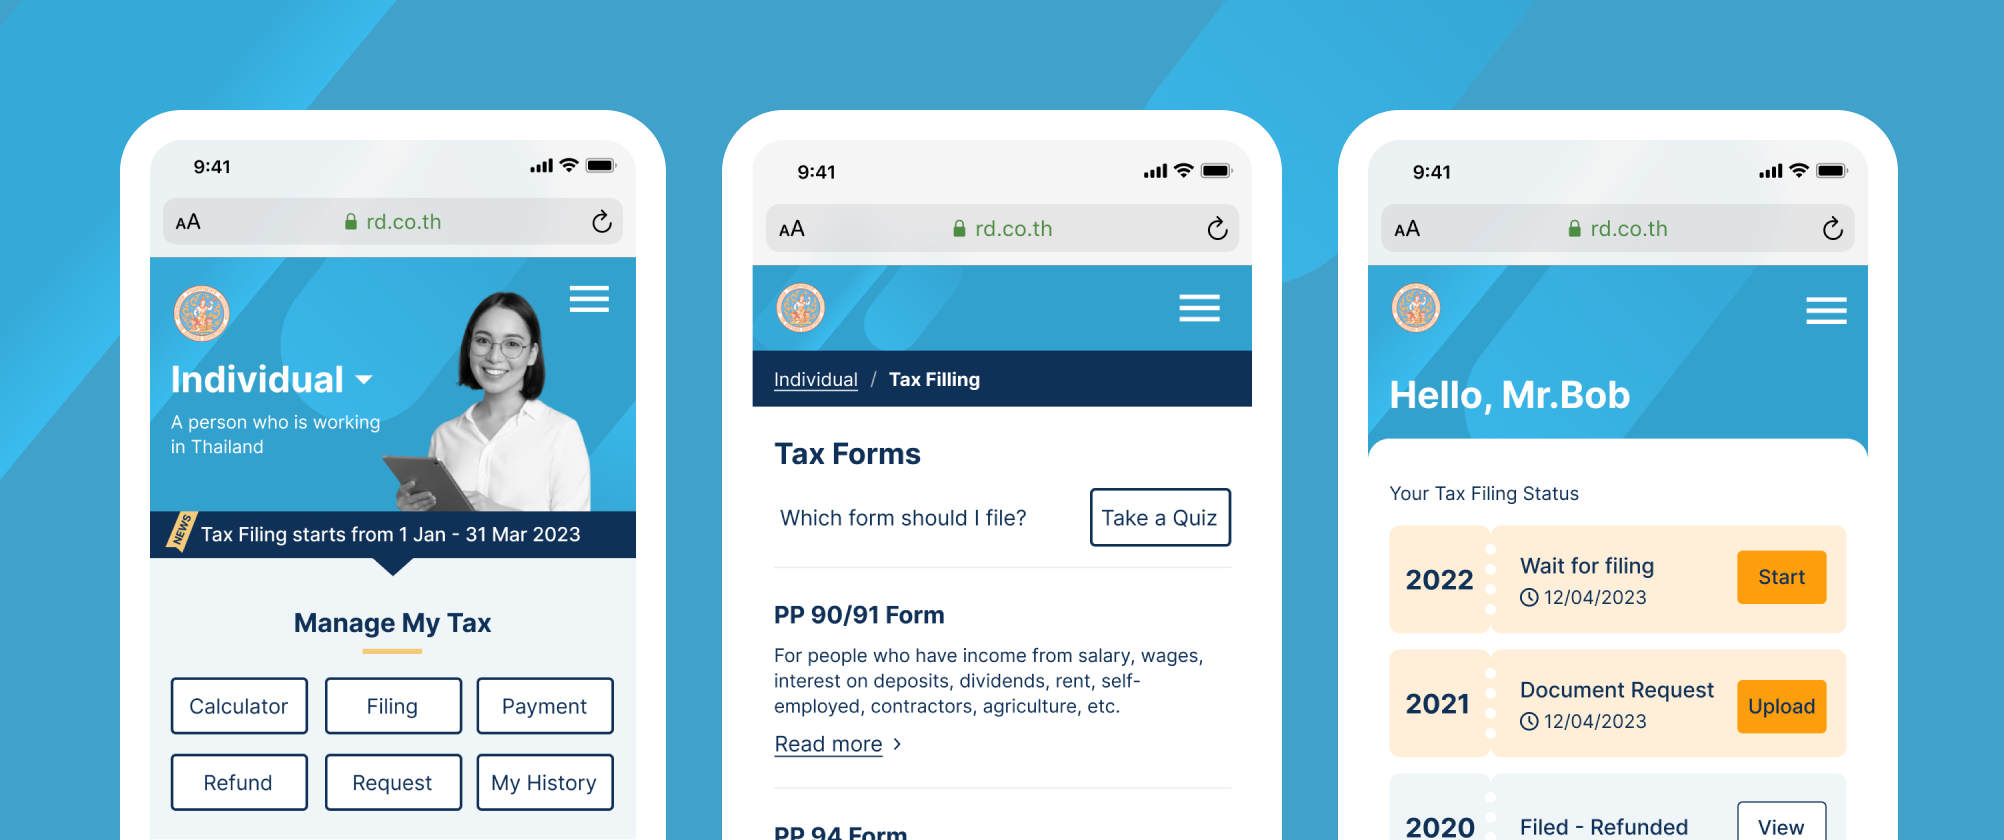 9:41
AA
rd.co.th
Individual
A person who is working
in Thailand
NEWS
Tax Filing starts from 1 Jan - 31 Mar 2023
Manage My Tax
Calculator
Filing
Payment
Refund
Request
My History
9:41
AA
rd.co.th
Individual / Tax Filling
Tax Forms
Which form should I file?
Take a Quiz
PP 90/91 Form
For people who have income from salary, wages,
interest on deposits, dividends, rent, self-
employed, contractors, agriculture, etc.
Read more
PP 94 Form
9:41
AA
rd.co.th
Hello, Mr.Bob
Your Tax Filing Status
2022
Wait for filing
12/04/2023
Start
2021
Document Request
12/04/2023
Upload
2020
Filed - Refunded
View